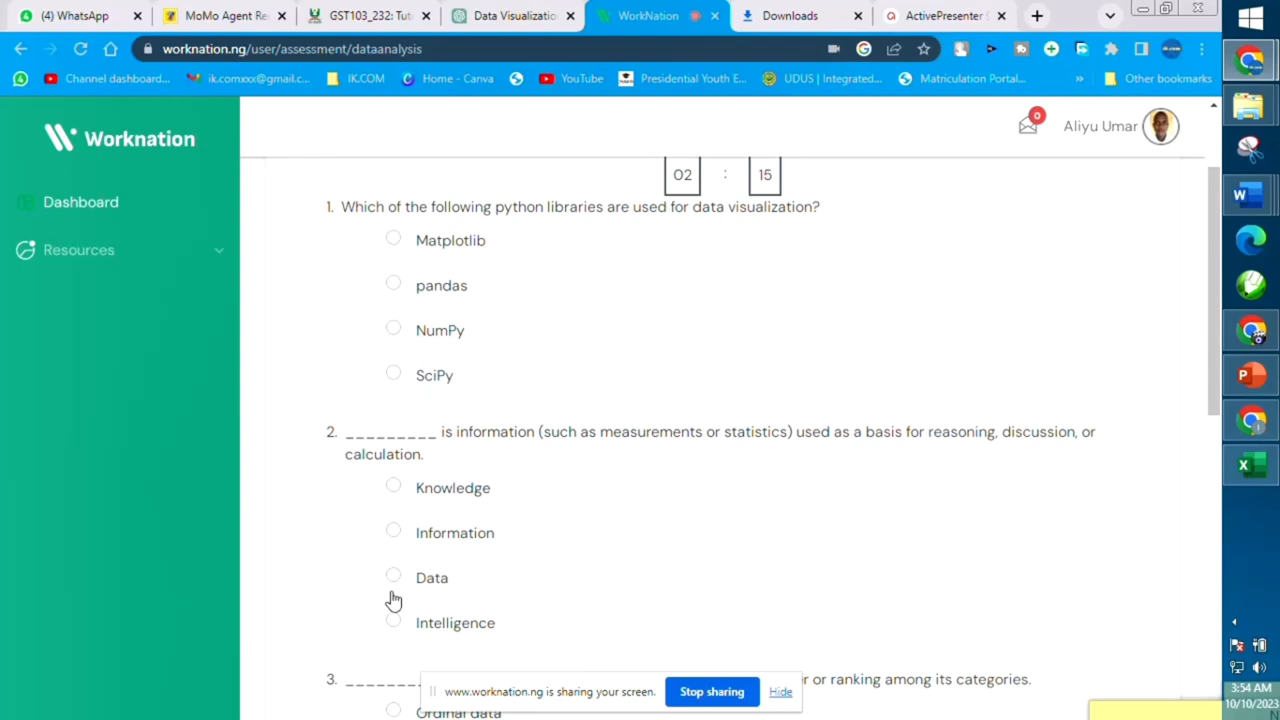 (4) WhatsApp
MoMo Agent Re
GST103_232: Tut
Data Visualizatio
WorkNation
Downloads
ActivePresenter
worknation.ng/user/assessment/dataanalysis
Channel dashboard...
ik.comxxx@gmail.c...
IK.COM
Home - Canva
YouTube
Presidential Youth E...
UDUS | Integrated...
Matriculation Portal...
»
Other bookmarks
Worknation
0
Aliyu Umar
Dashboard
Resources
02 : 15
1. Which of the following python libraries are used for data visualization?
Matplotlib
pandas
NumPy
SciPy
2. _________ is information (such as measurements or statistics) used as a basis for reasoning, discussion, or
calculation.
Knowledge
Information
Data
Intelligence
3. ______ or ranking among its categories.
Ordinal data
www.worknation.ng is sharing your screen.
Stop sharing
Hide
3:54 AM
10/10/2023